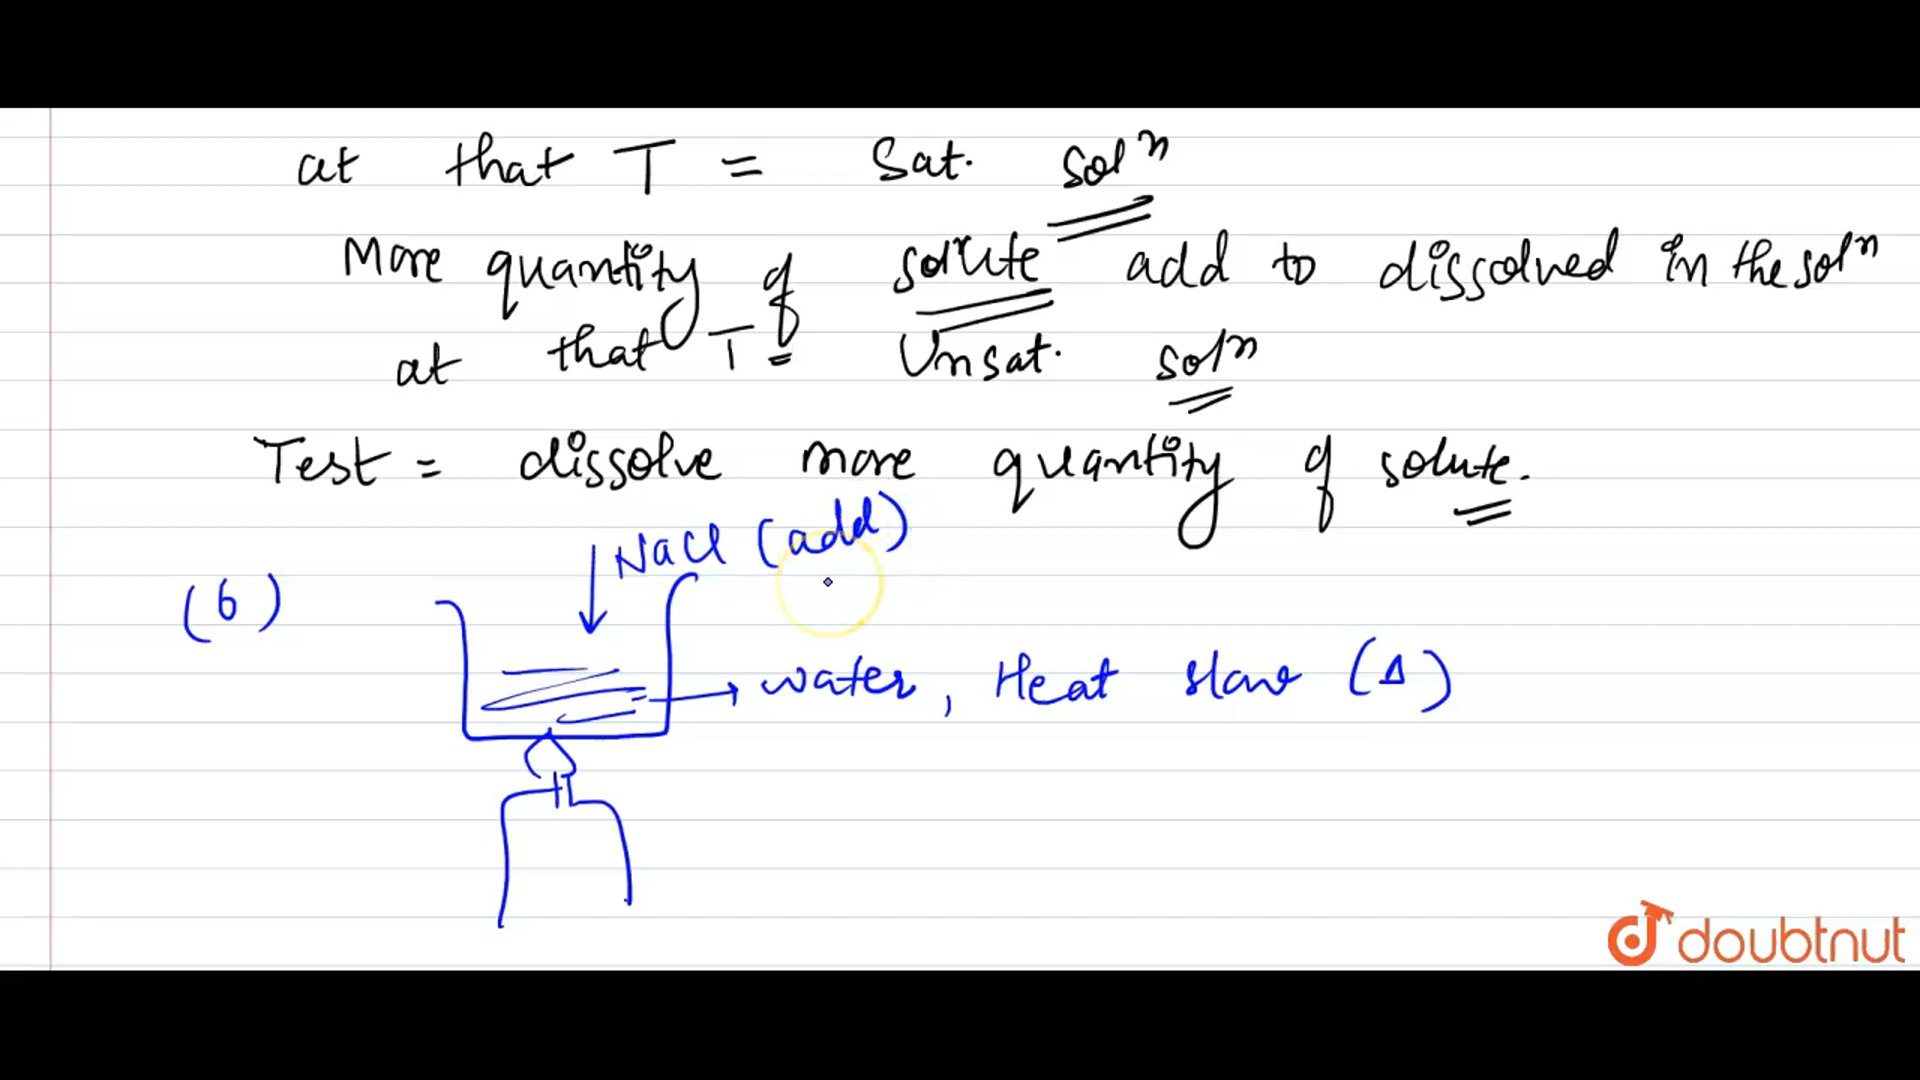 at that T = Sat. solⁿ
More quantity of solute add to dissolved in the solⁿ
at that T = Unsat. solⁿ
Test = dissolve more quantity of solute.
NaCl (add)
(6)
water, Heat slow (Δ)
doubtnut